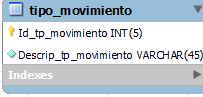 tipo_movimiento
Id_tp_movimiento INT(5)
Descrip_tp_movimiento VARCHAR(45)
Indexes